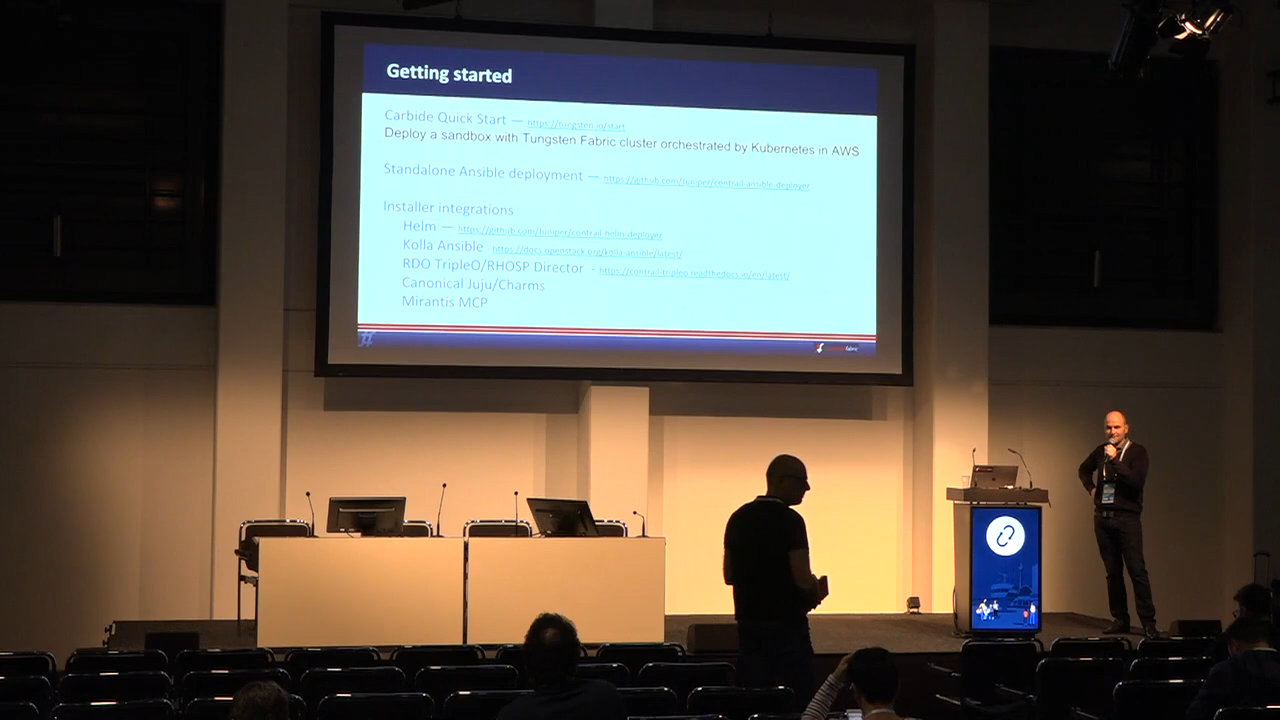 Getting started
Carbide Quick Start — https://tungsten.io/start
Deploy a sandbox with Tungsten Fabric cluster orchestrated by Kubernetes in AWS
Standalone Ansible deployment — https://github.com/Juniper/contrail-ansible-deployer
Installer integrations
Helm — https://github.com/Juniper/contrail-helm-deployer
Kolla Ansible https://docs.openstack.org/kolla-ansible/latest/
RDO TripleO/RHOSP Director - https://contrail-tripleo.readthedocs.io/en/latest/
Canonical Juju/Charms
Mirantis MCP
fabric